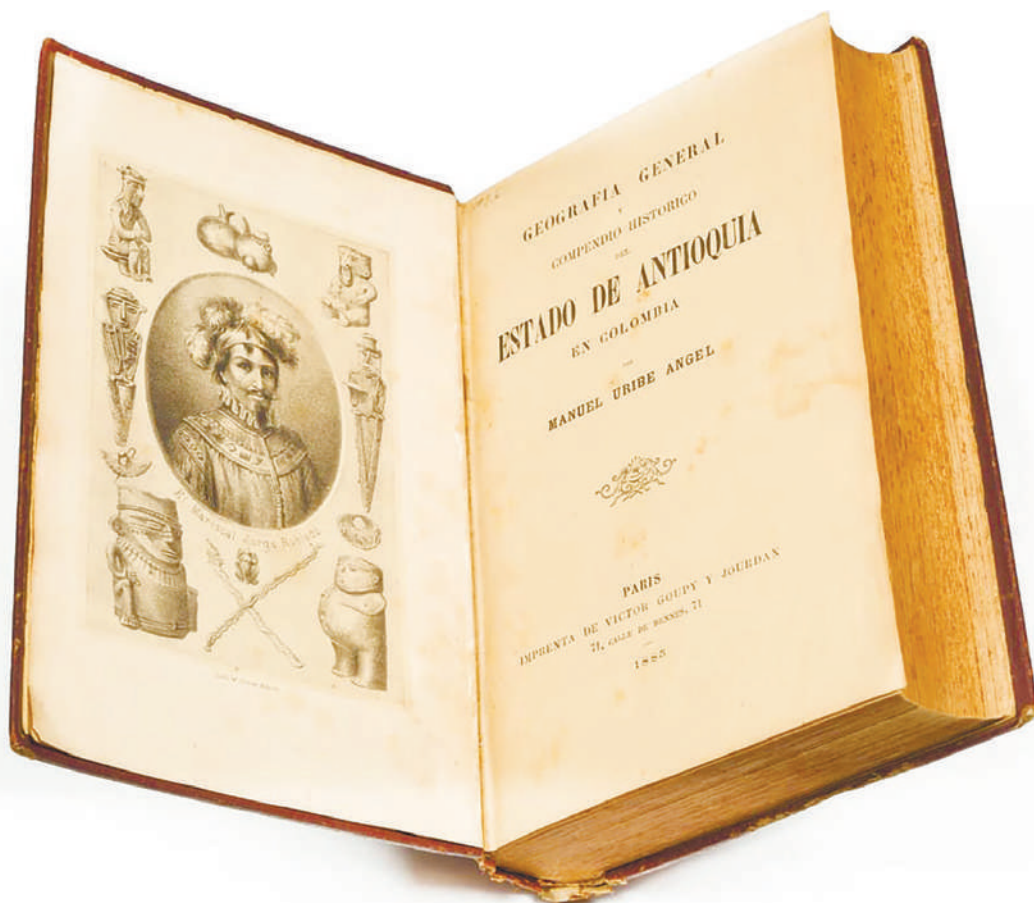 El Mariscal Jorge Robledo
GEOGRAFIA GENERAL
Y
COMPENDIO HISTORICO
DEL
ESTADO DE ANTIOQUIA
EN COLOMBIA
POR
MANUEL URIBE ANGEL
PARIS
IMPRENTA DE VICTOR GOUPY Y JOURDAN
71, CALLE DE RENNES, 71
1885